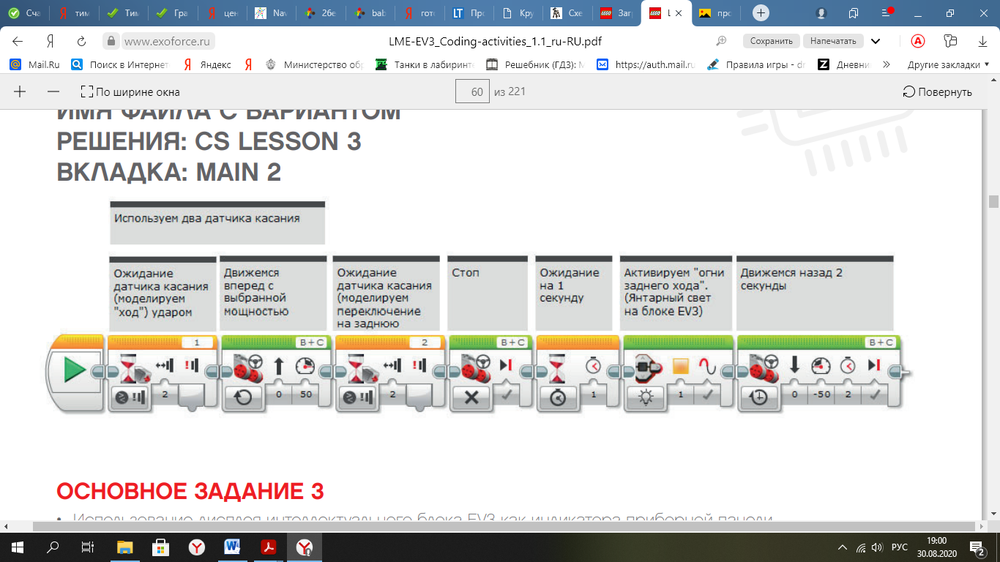 Сча
тим
Тим
Гра
цен
Nav
2бе
bab
гото
Про
Кру
Схе
Загр
L
про
www.exoforce.ru
LME-EV3_Coding-activities_1.1_ru-RU.pdf
Сохранить
Напечатать
Mail.Ru
Поиск в Интернет
Яндекс
Министерство обр
Танки в лабиринт
Решебник (ГДЗ): М
https://auth.mail.ru
Правила игры - dr
Дневни
Другие закладки
По ширине окна
60 из 221
Повернуть
ИМЯ ФАЙЛА С ВАРИАНТОМ
РЕШЕНИЯ: CS LESSON 3
ВКЛАДКА: MAIN 2
Используем два датчика касания
Ожидание
датчика касания
(моделируем
"ход") ударом
Движемся
вперед с
выбранной
мощностью
Ожидание
датчика касания
(моделируем
переключение
на заднюю
Стоп
Ожидание
на 1
секунду
Активируем "огни
заднего хода".
(Янтарный свет
на блоке EV3)
Движемся назад 2
секунды
1
B + C
2
B + C
B + C
2
0 50
2
1
1
0 -50 2
ОСНОВНОЕ ЗАДАНИЕ 3
• Использование дисплея интеллектуального блока EV3 как индикатора приборной панели
РУС
19:00
30.08.2020
2